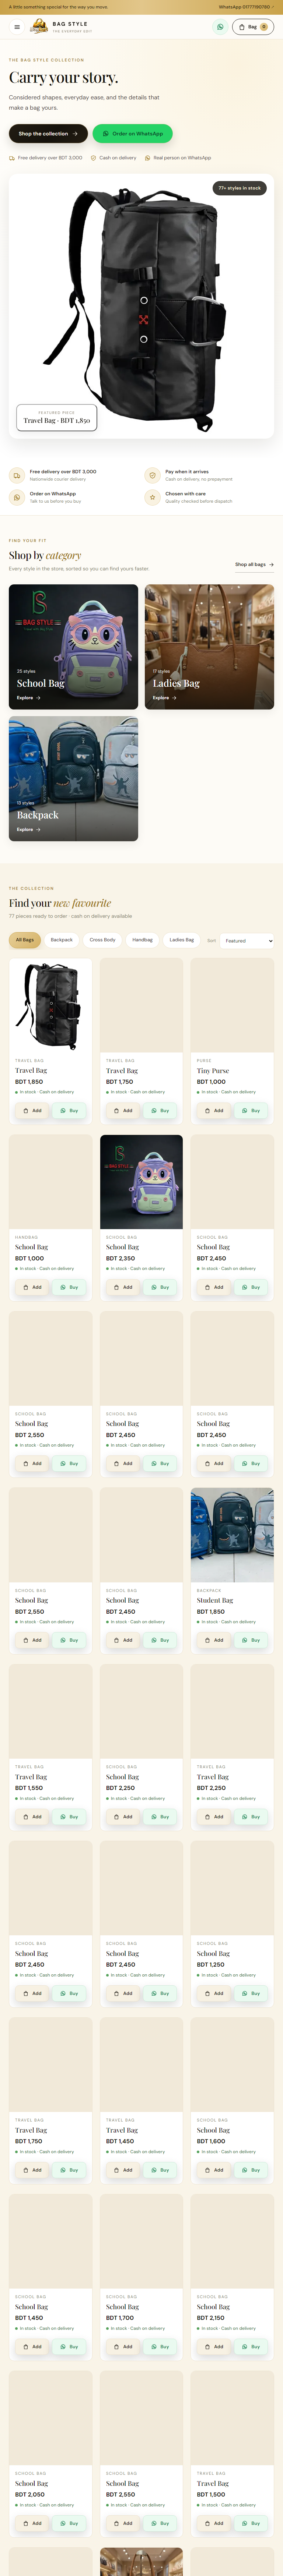 A little something special for the way you move.
WhatsApp 01777190780
BAG STYLE
THE EVERYDAY EDIT
Bag 0
THE BAG STYLE COLLECTION
Carry your story.
Considered shapes, everyday ease, and the details that
make a bag yours.
Shop the collection →
Order on WhatsApp
Free delivery over BDT 3,000
Cash on delivery
Real person on WhatsApp
77+ styles in stock
FEATURED PIECE
Travel Bag · BDT 1,850
Free delivery over BDT 3,000
Nationwide courier delivery
Pay when it arrives
Cash on delivery, no prepayment
Order on WhatsApp
Talk to us before you buy
Chosen with care
Quality checked before dispatch
FIND YOUR FIT
Shop by category
Every style in the store, sorted so you can find yours faster.
Shop all bags →
BAG STYLE
25 styles
School Bag
Explore →
17 styles
Ladies Bag
Explore →
13 styles
Backpack
Explore →
THE COLLECTION
Find your new favourite
77 pieces ready to order · cash on delivery available
All Bags
Backpack
Cross Body
Handbag
Ladies Bag
Sort
Featured
TRAVEL BAG
Travel Bag
BDT 1,850
In stock · Cash on delivery
Add
Buy
TRAVEL BAG
Travel Bag
BDT 1,750
In stock · Cash on delivery
Add
Buy
PURSE
Tiny Purse
BDT 1,000
In stock · Cash on delivery
Add
Buy
HANDBAG
School Bag
BDT 1,000
In stock · Cash on delivery
Add
Buy
BAG STYLE
SCHOOL BAG
School Bag
BDT 2,350
In stock · Cash on delivery
Add
Buy
SCHOOL BAG
School Bag
BDT 2,450
In stock · Cash on delivery
Add
Buy
SCHOOL BAG
School Bag
BDT 2,550
In stock · Cash on delivery
Add
Buy
SCHOOL BAG
School Bag
BDT 2,450
In stock · Cash on delivery
Add
Buy
SCHOOL BAG
School Bag
BDT 2,450
In stock · Cash on delivery
Add
Buy
SCHOOL BAG
School Bag
BDT 2,550
In stock · Cash on delivery
Add
Buy
SCHOOL BAG
School Bag
BDT 2,450
In stock · Cash on delivery
Add
Buy
BACKPACK
Student Bag
BDT 1,850
In stock · Cash on delivery
Add
Buy
TRAVEL BAG
Travel Bag
BDT 1,550
In stock · Cash on delivery
Add
Buy
SCHOOL BAG
School Bag
BDT 2,250
In stock · Cash on delivery
Add
Buy
TRAVEL BAG
Travel Bag
BDT 2,250
In stock · Cash on delivery
Add
Buy
SCHOOL BAG
School Bag
BDT 2,450
In stock · Cash on delivery
Add
Buy
SCHOOL BAG
School Bag
BDT 2,450
In stock · Cash on delivery
Add
Buy
SCHOOL BAG
School Bag
BDT 1,250
In stock · Cash on delivery
Add
Buy
TRAVEL BAG
Travel Bag
BDT 1,750
In stock · Cash on delivery
Add
Buy
TRAVEL BAG
Travel Bag
BDT 1,450
In stock · Cash on delivery
Add
Buy
SCHOOL BAG
School Bag
BDT 1,600
In stock · Cash on delivery
Add
Buy
SCHOOL BAG
School Bag
BDT 1,450
In stock · Cash on delivery
Add
Buy
SCHOOL BAG
School Bag
BDT 1,700
In stock · Cash on delivery
Add
Buy
SCHOOL BAG
School Bag
BDT 2,150
In stock · Cash on delivery
Add
Buy
SCHOOL BAG
School Bag
BDT 2,050
In stock · Cash on delivery
Add
Buy
SCHOOL BAG
School Bag
BDT 2,550
In stock · Cash on delivery
Add
Buy
TRAVEL BAG
Travel Bag
BDT 1,500
In stock · Cash on delivery
Add
Buy